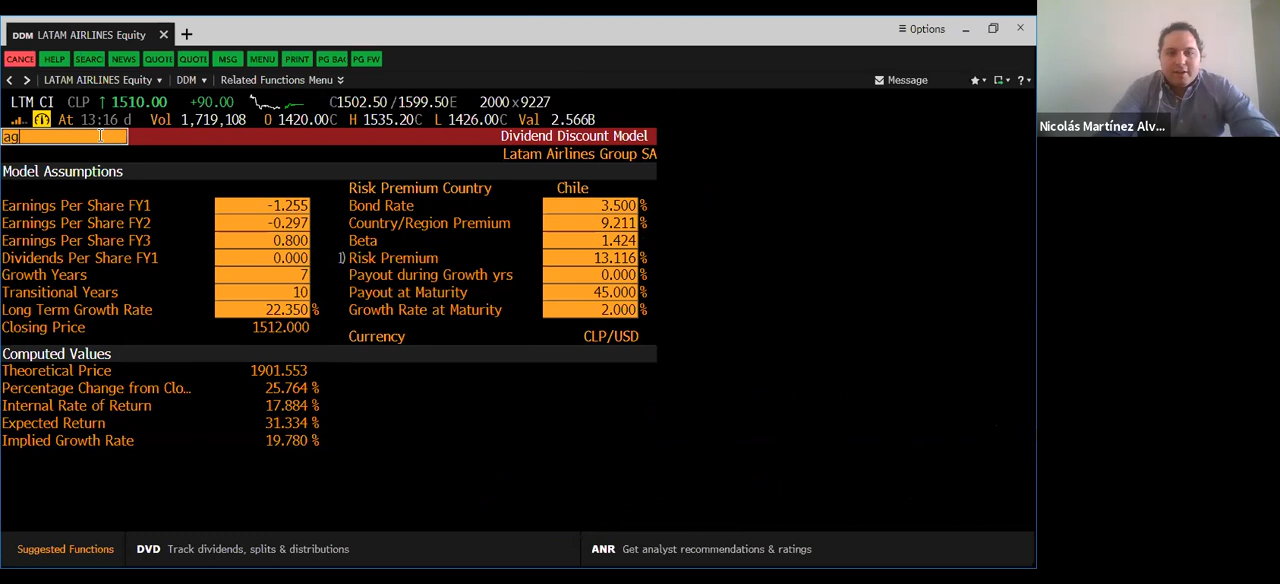 DDM LATAM AIRLINES Equity
Options
CANCE HELP SEARC NEWS QUOTE QUOTE MSG MENU PRINT PG BAC PG FW
LATAM AIRLINES Equity DDM Related Functions Menu Message
LTM CI CLP ↑ 1510.00 +90.00 C1502.50 / 1599.50E 2000 x 9227
At 13:16 d Vol 1,719,108 O 1420.00C H 1535.20C L 1426.00C Val 2.566B
ag Dividend Discount Model
Latam Airlines Group SA
Model Assumptions
Risk Premium Country Chile
Earnings Per Share FY1 -1.255 Bond Rate 3.500 %
Earnings Per Share FY2 -0.297 Country/Region Premium 9.211 %
Earnings Per Share FY3 0.800 Beta 1.424
Dividends Per Share FY1 0.000 1) Risk Premium 13.116 %
Growth Years 7 Payout during Growth yrs 0.000 %
Transitional Years 10 Payout at Maturity 45.000 %
Long Term Growth Rate 22.350 % Growth Rate at Maturity 2.000 %
Closing Price 1512.000
Currency CLP/USD
Computed Values
Theoretical Price 1901.553
Percentage Change from Clo... 25.764 %
Internal Rate of Return 17.884 %
Expected Return 31.334 %
Implied Growth Rate 19.780 %
Suggested Functions DVD Track dividends, splits & distributions ANR Get analyst recommendations & ratings
Nicolás Martínez Alv...